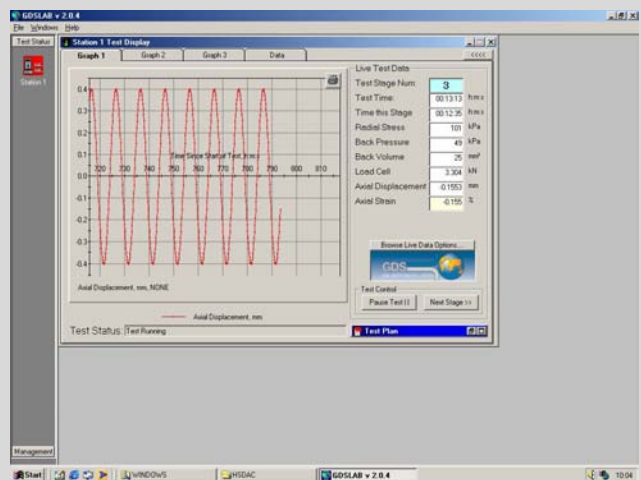 GDSLAB v 2.0.4
File Windows Help
Test Status
Station 1
Station 1 Test Display
Graph 1 Graph 2 Graph 3 Data <<<<
0.4
0.3
0.2
0.1
0.0
-0.1
-0.2
-0.3
-0.4
Time Since Start of Test, h:m:s
720 730 740 750 760 770 780 790 800 810
Axial Displacement, mm, NONE
Axial Displacement, mm
Live Test Data
Test Stage Num: 3
Test Time: 00:13:13 h:m:s
Time this Stage 00:12:35 h:m:s
Radial Stress 101 kPa
Back Pressure 49 kPa
Back Volume 25 mm³
Load Cell 3.304 kN
Axial Displacement -0.1553 mm
Axial Strain -0.155 %
Browse Live Data Options...
GDS
Test Control
Pause Test || Next Stage >>
Test Status: Test Running
Test Plan
Management
Start WINDOWS HSDAC GDSLAB v 2.0.4 10:04